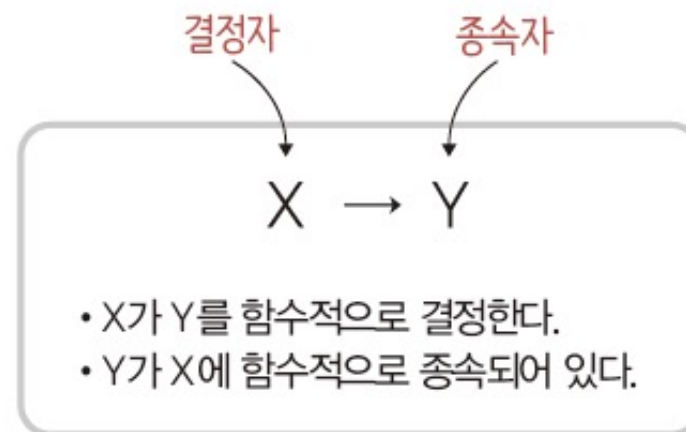 결정자 종속자
X → Y
• X가 Y를 함수적으로 결정한다.
• Y가 X에 함수적으로 종속되어 있다.